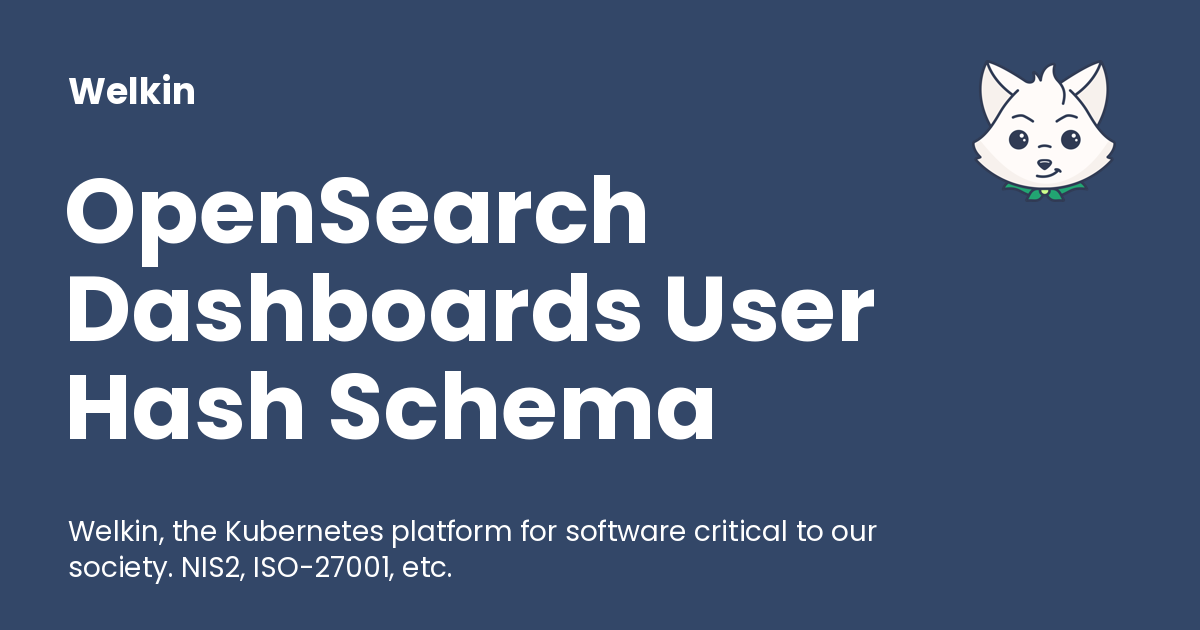 Welkin
OpenSearch
Dashboards User
Hash Schema
Welkin, the Kubernetes platform for software critical to our
society. NIS2, ISO-27001, etc.